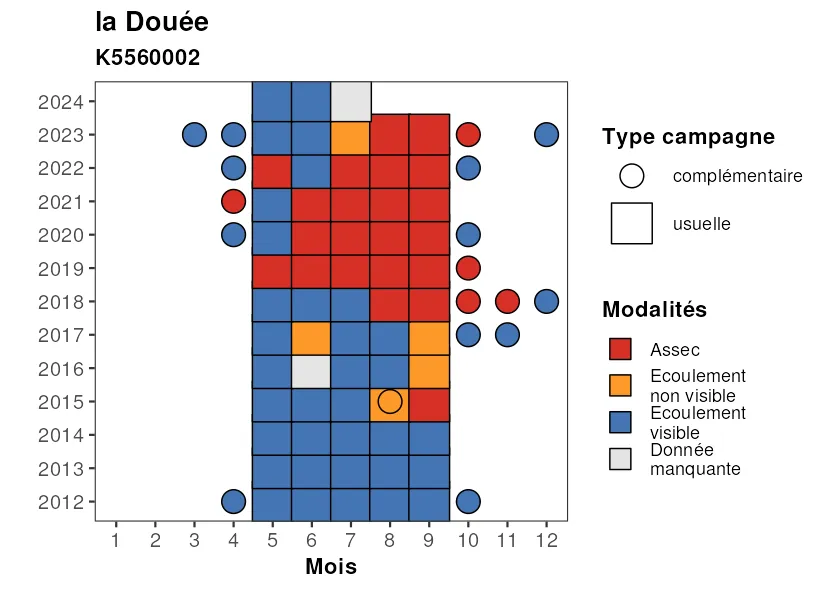 la Douée
K5560002
2024
2023
2022
2021
2020
2019
2018
2017
2016
2015
2014
2013
2012
1 2 3 4 5 6 7 8 9 10 11 12
Mois
Type campagne
complémentaire
usuelle
Modalités
Assec
Ecoulement
non visible
Ecoulement
visible
Donnée
manquante